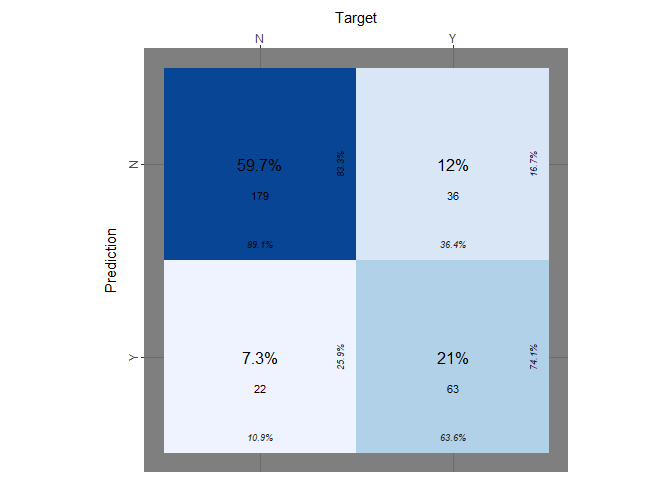 Target
N
Y
Prediction
N
59.7%
179
83.3%
89.1%
12%
36
16.7%
36.4%
Y
7.3%
22
25.9%
10.9%
21%
63
74.1%
63.6%